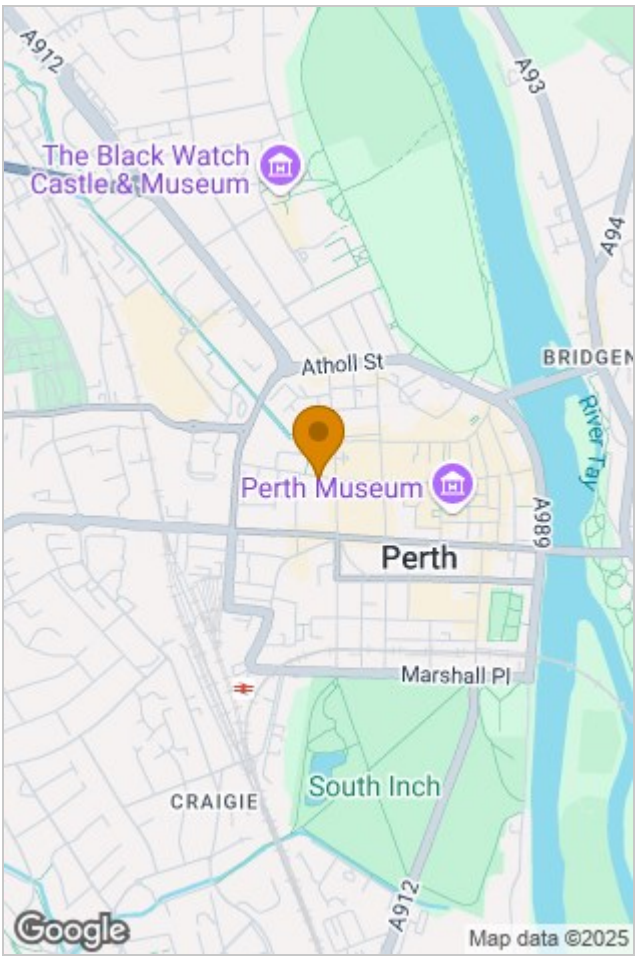 A912
A93
The Black Watch
Castle & Museum
A94
Atholl St
BRIDGEN
River Tay
Perth Museum
A989
Perth
Marshall Pl
South Inch
CRAIGIE
A912
Google
Map data ©2025